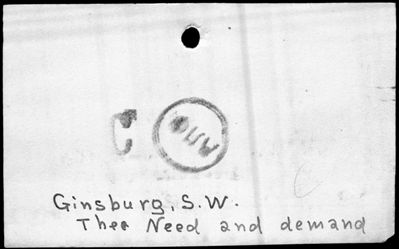 C
Ginsburg, S.W.
Thee Need and demand